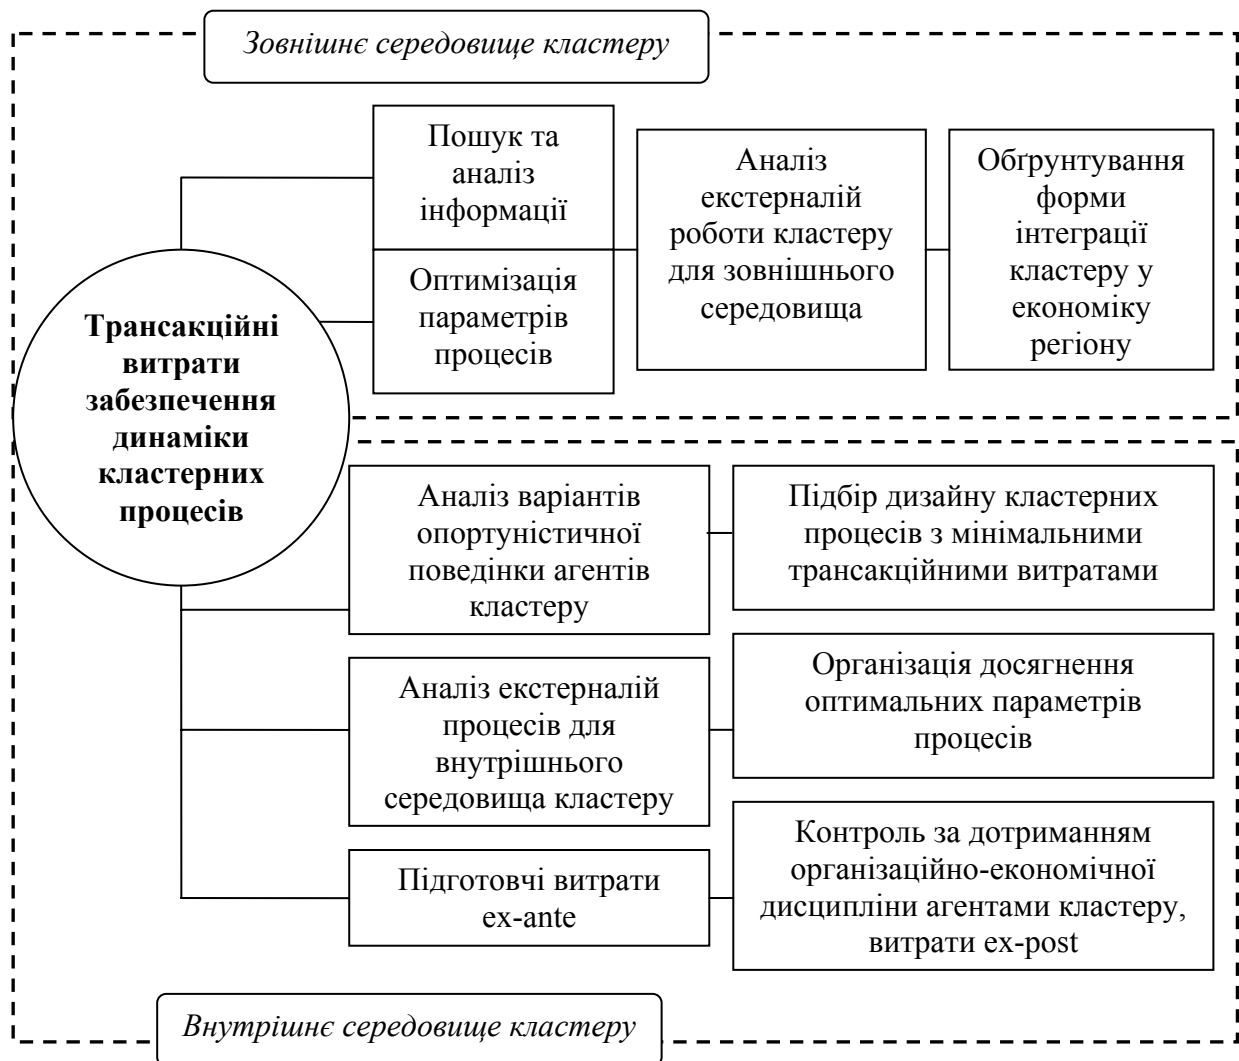 Зовнішнє середовище кластеру
Пошук та
аналіз
інформації
Оптимізація
параметрів
процесів
Аналіз
екстерналій
роботи кластеру
для зовнішнього
середовища
Обґрунтування
форми
інтеграції
кластеру у
економіку
регіону
Трансакційні
витрати
забезпечення
динаміки
кластерних
процесів
Аналіз варіантів
опортуністичної
поведінки агентів
кластеру
Підбір дизайну кластерних
процесів з мінімальними
трансакційними витратами
Аналіз екстерналій
процесів для
внутрішнього
середовища кластеру
Організація досягнення
оптимальних параметрів
процесів
Підготовчі витрати
ex-ante
Контроль за дотриманням
організаційно-економічної
дисципліни агентами кластеру,
витрати ex-post
Внутрішнє середовище кластеру